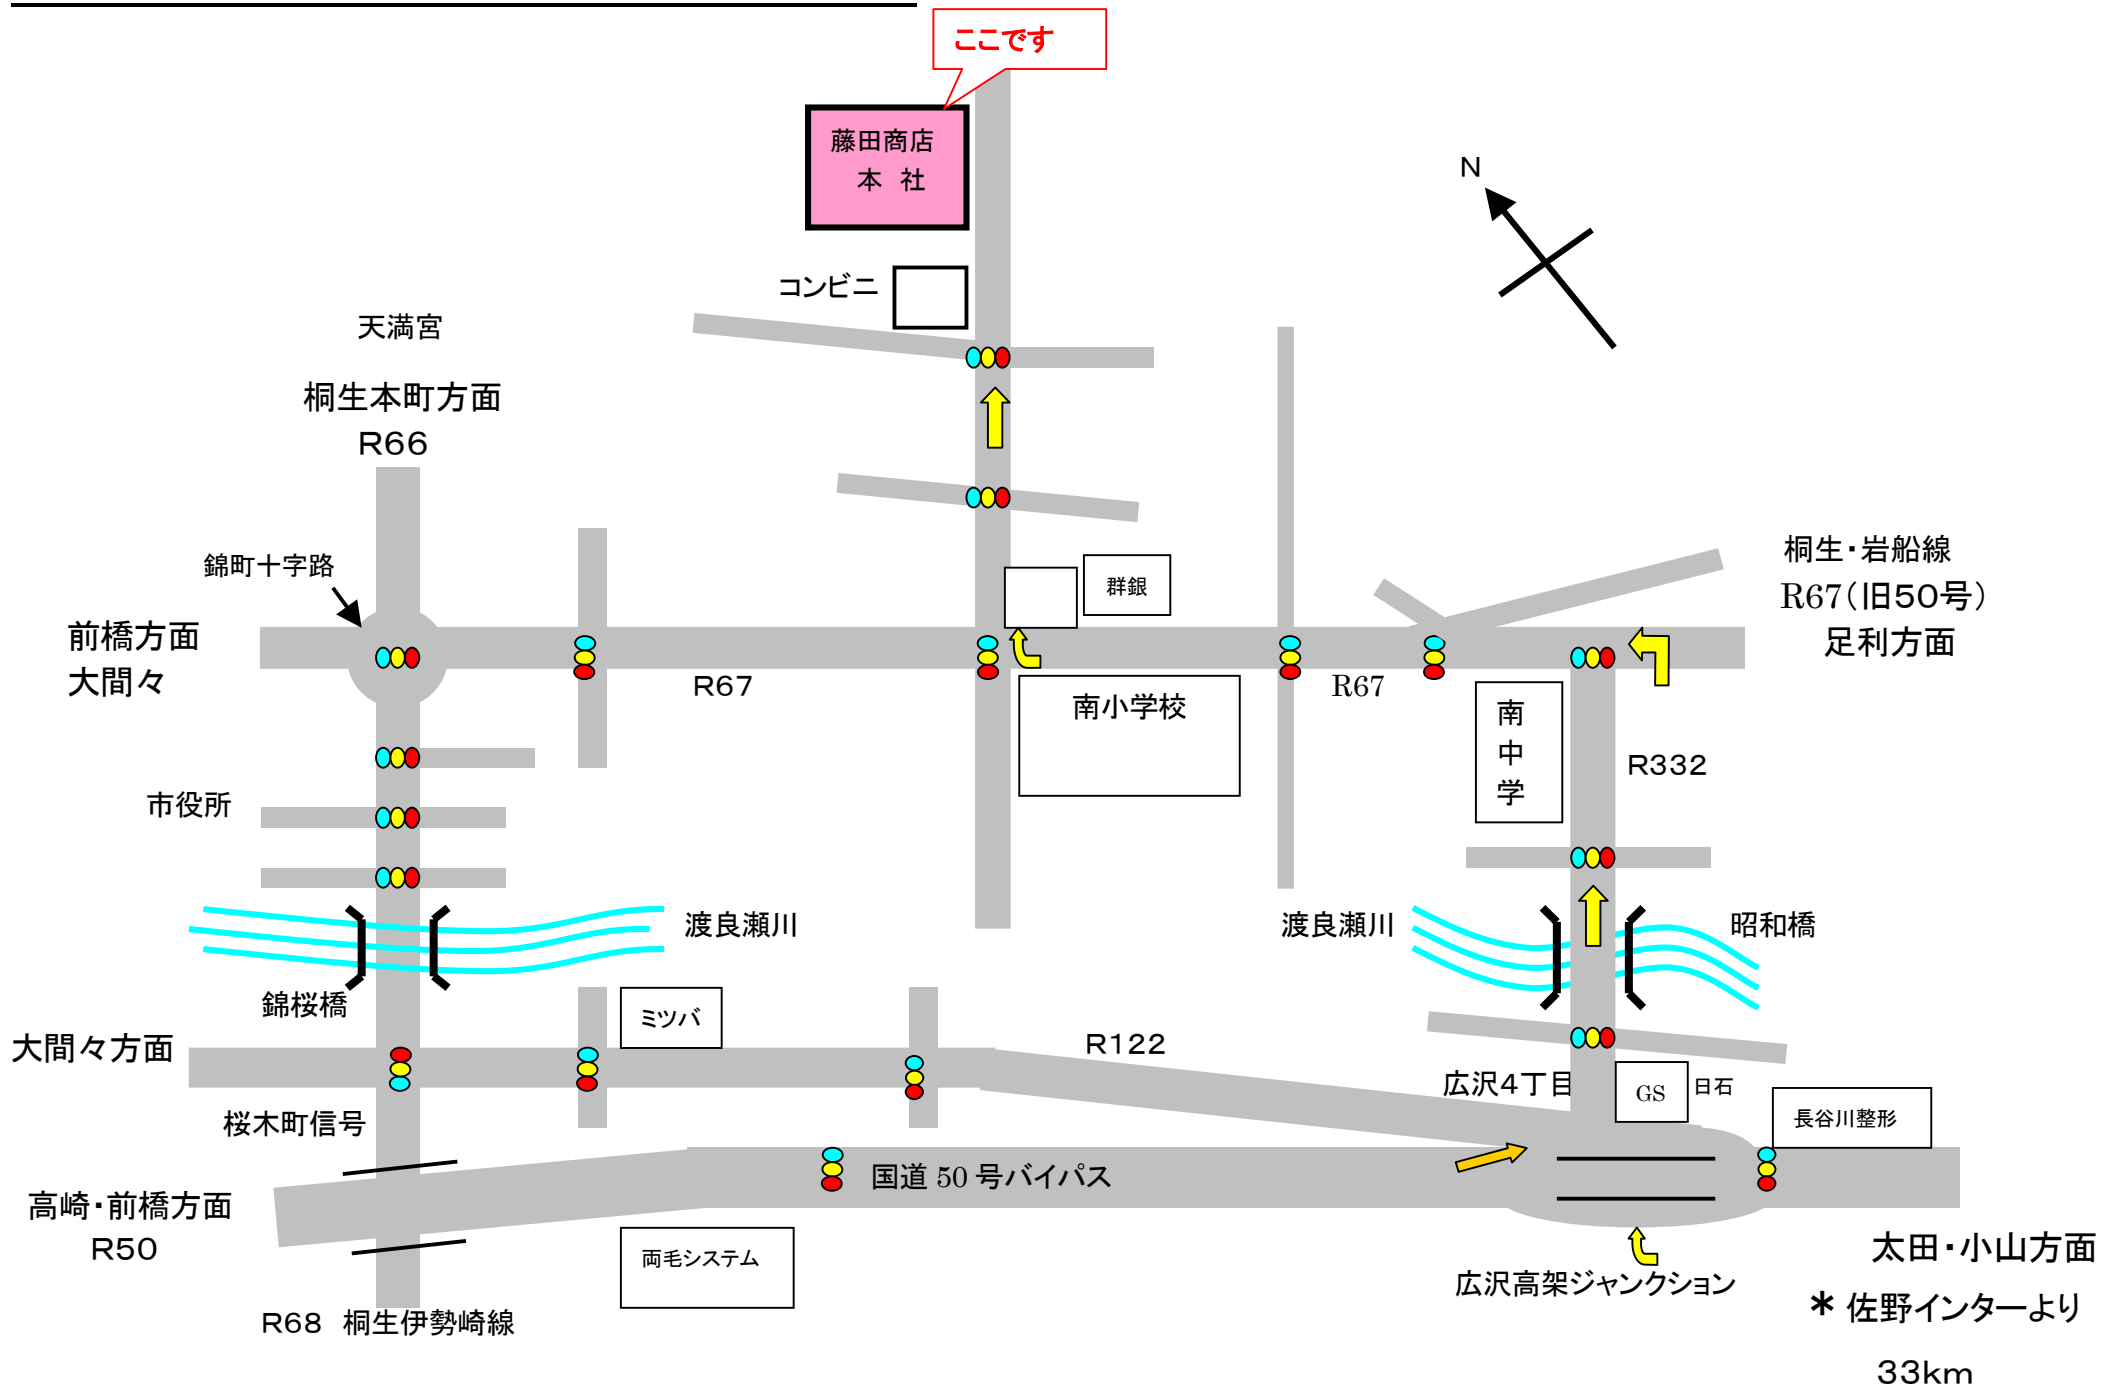 ここです
藤田商店
本 社
N
コンビニ
天満宮
桐生本町方面
R66
錦町十字路
群銀
桐生・岩船線
R67(旧50号)
足利方面
前橋方面
大間々
R67
南小学校
R67
南
中
学
R332
市役所
渡良瀬川
渡良瀬川
昭和橋
錦桜橋
ミツバ
大間々方面
R122
広沢4丁目
GS
日石
長谷川整形
桜木町信号
国道50号バイパス
高崎・前橋方面
R50
両毛システム
太田・小山方面
広沢高架ジャンクション
*佐野インターより
R68 桐生伊勢崎線
33km